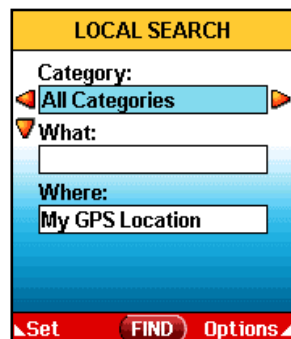 LOCAL SEARCH
Category:
All Categories
What:
Where:
My GPS Location
Set FIND Options